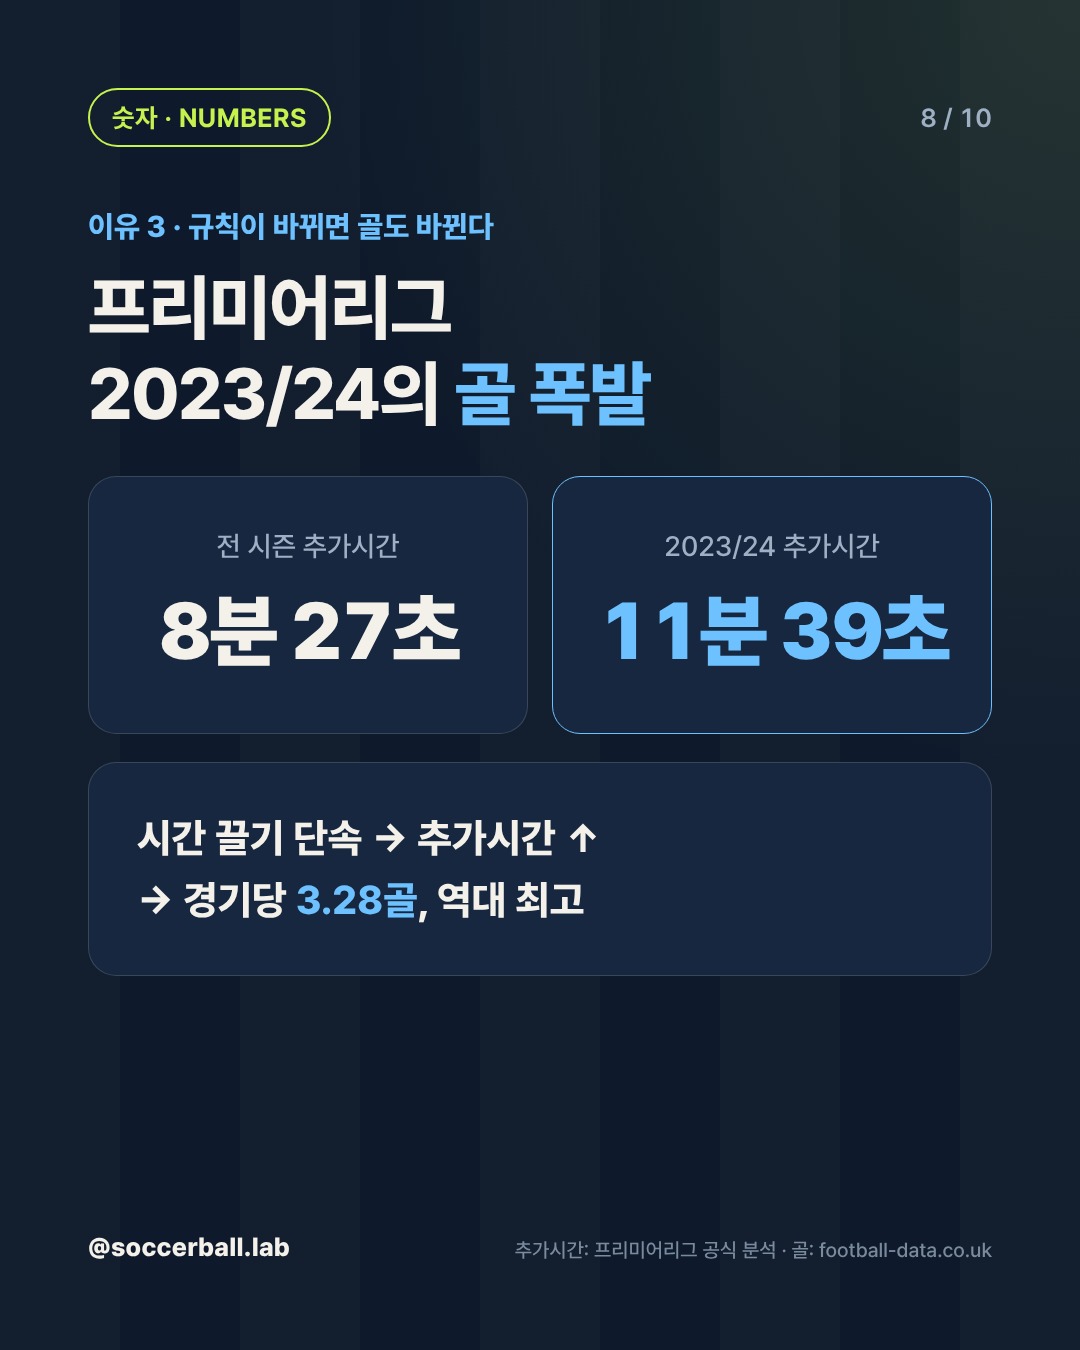 숫자 · NUMBERS
8 / 10
이유 3 · 규칙이 바뀌면 골도 바뀐다
프리미어리그
2023/24의 골 폭발
전 시즌 추가시간
8분 27초
2023/24 추가시간
11분 39초
시간 끌기 단속 → 추가시간 ↑
→ 경기당 3.28골, 역대 최고
@soccerball.lab
추가시간: 프리미어리그 공식 분석 · 골: football-data.co.uk